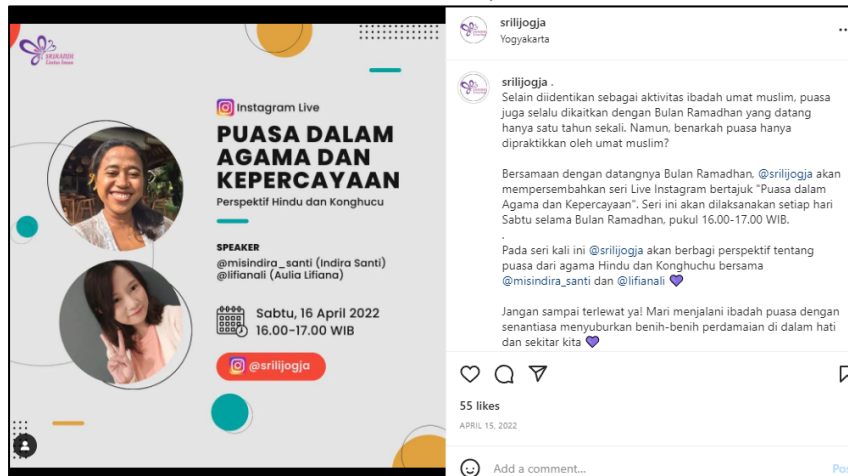 SRIKANDI
Lintas Iman
Instagram Live
PUASA DALAM
AGAMA DAN
KEPERCAYAAN
Perspektif Hindu dan Konghucu
SPEAKER
@misindira_santi (Indira Santi)
@lifianali (Aulia Lifiana)
Sabtu, 16 April 2022
16.00-17.00 WIB
@srilijogja
srilijogja
Yogyakarta
srilijogja .
Selain diidentikan sebagai aktivitas ibadah umat muslim, puasa
juga selalu dikaitkan dengan Bulan Ramadhan yang datang
hanya satu tahun sekali. Namun, benarkah puasa hanya
dipraktikkan oleh umat muslim?
Bersamaan dengan datangnya Bulan Ramadhan, @srilijogja akan
mempersembahkan seri Live Instagram bertajuk "Puasa dalam
Agama dan Kepercayaan". Seri ini akan dilaksanakan setiap hari
Sabtu selama Bulan Ramadhan, pukul 16.00-17.00 WIB.
.
Pada seri kali ini @srilijogja akan berbagi perspektif tentang
puasa dari agama Hindu dan Konghuchu bersama
@misindira_santi dan @lifianali 💜
Jangan sampai terlewat ya! Mari menjalani ibadah puasa dengan
senantiasa menyuburkan benih-benih perdamaian di dalam hati
dan sekitar kita 💜
55 likes
APRIL 15, 2022
Add a comment...
Pos